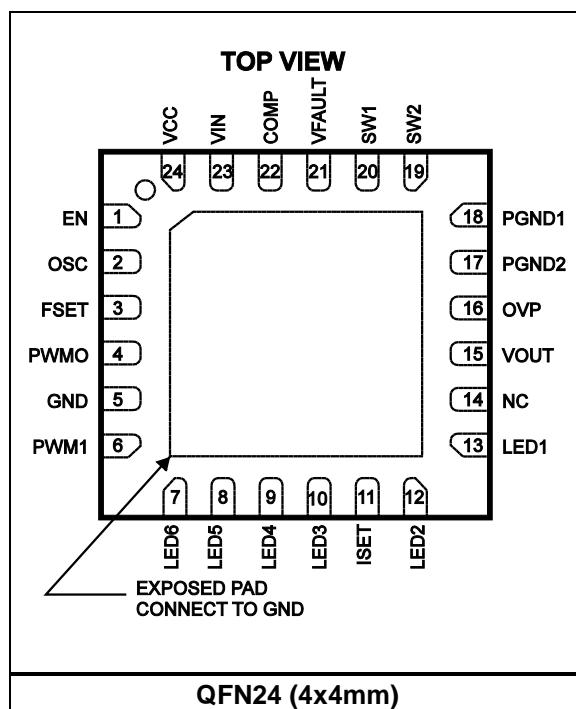 TOP VIEW
VCC VIN COMP VFAULT SW1 SW2
24 23 22 21 20 19
EN 1 18 PGND1
OSC 2 17 PGND2
FSET 3 16 OVP
PWMO 4 15 VOUT
GND 5 14 NC
PWM1 6 13 LED1
7 8 9 10 11 12
LED6 LED5 LED4 LED3 ISET LED2
EXPOSED PAD
CONNECT TO GND
QFN24 (4x4mm)